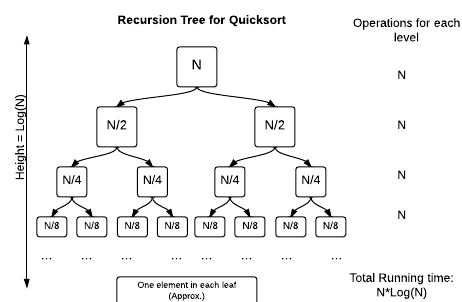 Recursion Tree for Quicksort
Operations for each
level
Height = Log(N)
N
N
N/2
N/2
N
N/4
N/4
N/4
N/4
N
N/8
N/8
N/8
N/8
N/8
N/8
N/8
N/8
N
...
...
...
...
...
...
...
...
One element in each leaf
(Approx.)
Total Running time:
N*Log(N)